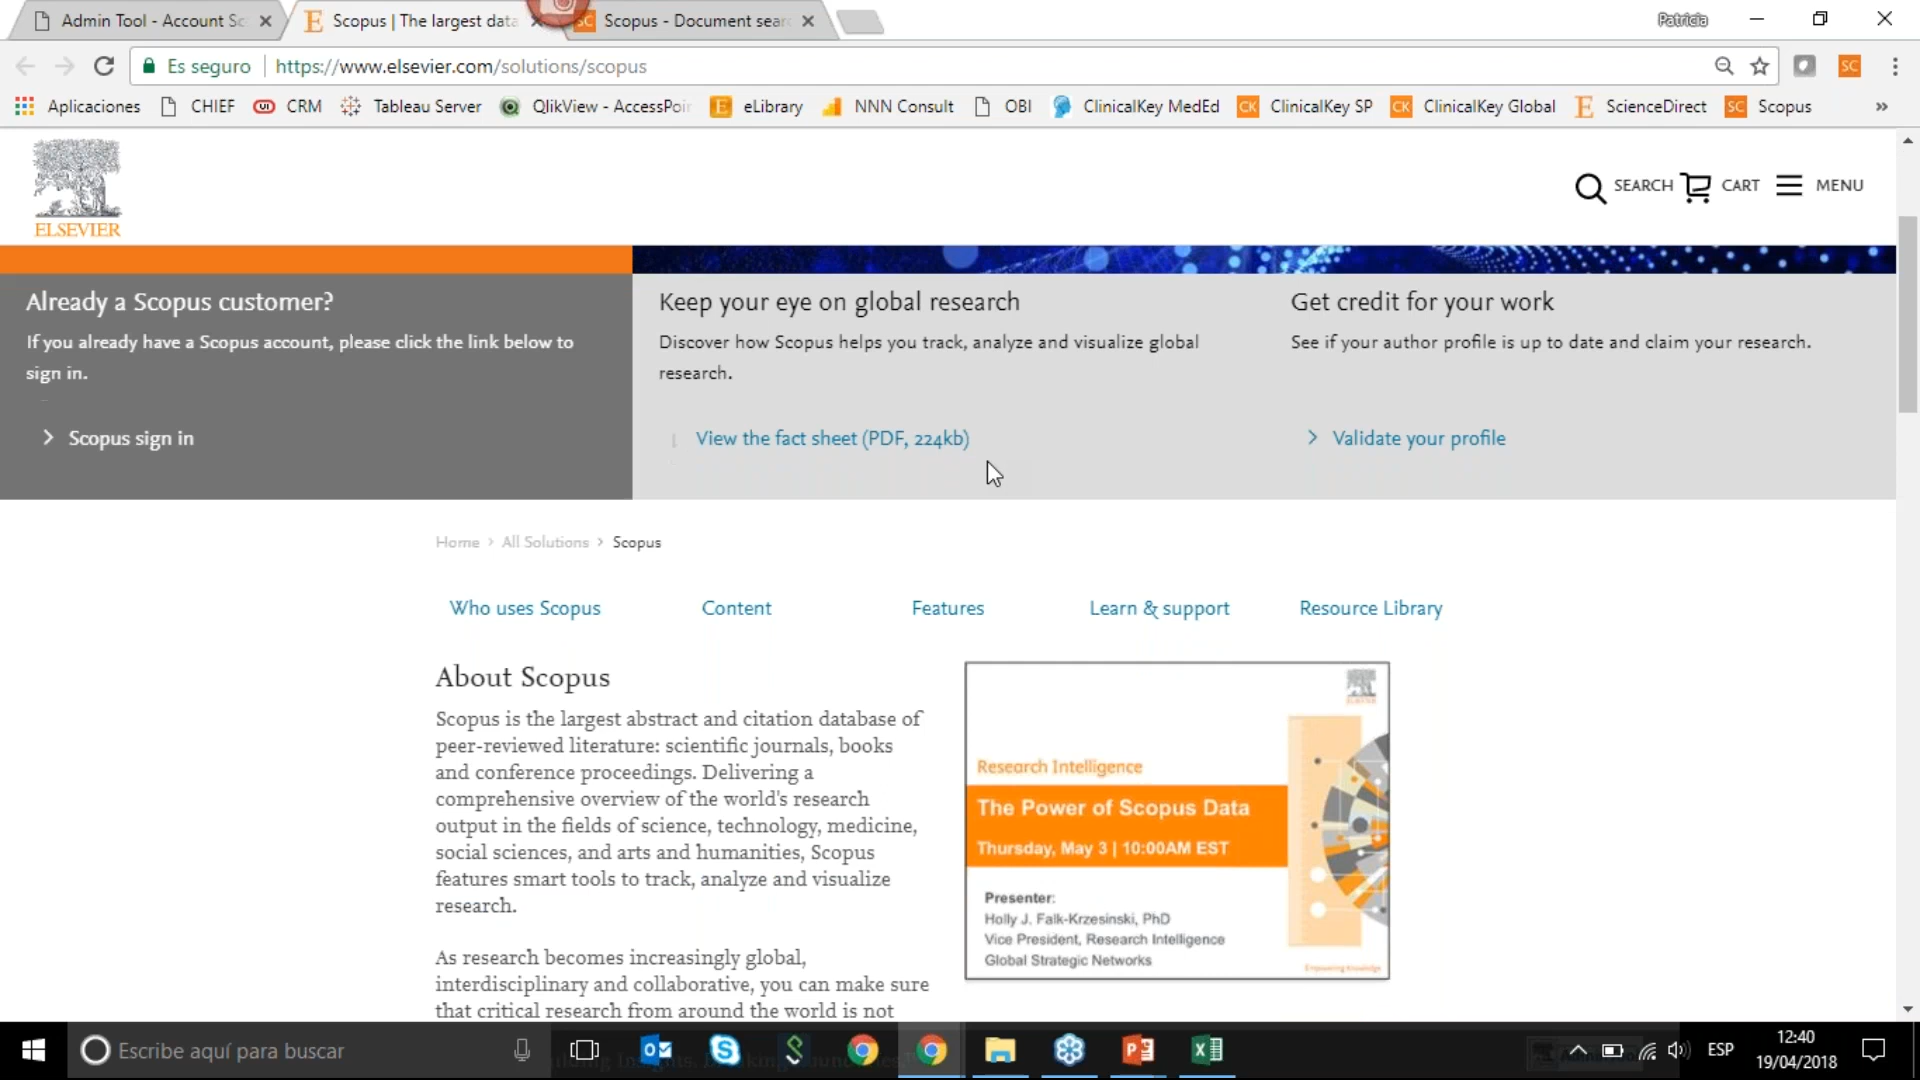 Admin Tool - Account Sc
Scopus | The largest data
SC Scopus - Document sear
Patricia
Es seguro https://www.elsevier.com/solutions/scopus
SC
Aplicaciones CHIEF CRM Tableau Server QlikView - AccessPoin eLibrary NNN Consult OBI ClinicalKey MedEd CK ClinicalKey SP CK ClinicalKey Global ScienceDirect SC Scopus »
ELSEVIER
SEARCH CART MENU
Already a Scopus customer?
If you already have a Scopus account, please click the link below to
sign in.
Scopus sign in
Keep your eye on global research
Discover how Scopus helps you track, analyze and visualize global
research.
View the fact sheet (PDF, 224kb)
Get credit for your work
See if your author profile is up to date and claim your research.
Validate your profile
Home > All Solutions > Scopus
Who uses Scopus Content Features Learn & support Resource Library
About Scopus
Scopus is the largest abstract and citation database of
peer-reviewed literature: scientific journals, books
and conference proceedings. Delivering a
comprehensive overview of the world's research
output in the fields of science, technology, medicine,
social sciences, and arts and humanities, Scopus
features smart tools to track, analyze and visualize
research.
As research becomes increasingly global,
interdisciplinary and collaborative, you can make sure
that critical research from around the world is not
Research Intelligence
The Power of Scopus Data
Thursday, May 3 | 10:00AM EST
Presenter:
Holly J. Falk-Krzesinski, PhD
Vice President, Research Intelligence
Global Strategic Networks
Empowering Knowledge
Escribe aquí para buscar
ESP
12:40
19/04/2018